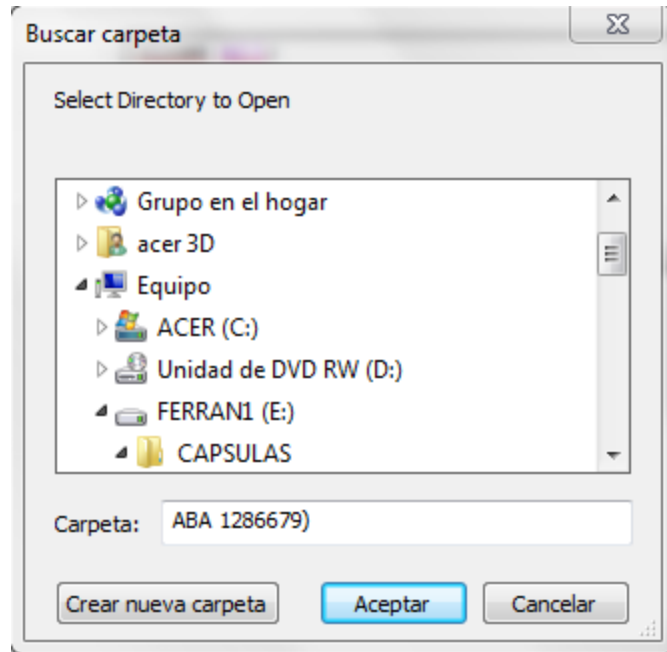 Buscar carpeta
Select Directory to Open
Grupo en el hogar
acer 3D
Equipo
ACER (C:)
Unidad de DVD RW (D:)
FERRAN1 (E:)
CAPSULAS
Carpeta: ABA 1286679)
Crear nueva carpeta Aceptar Cancelar